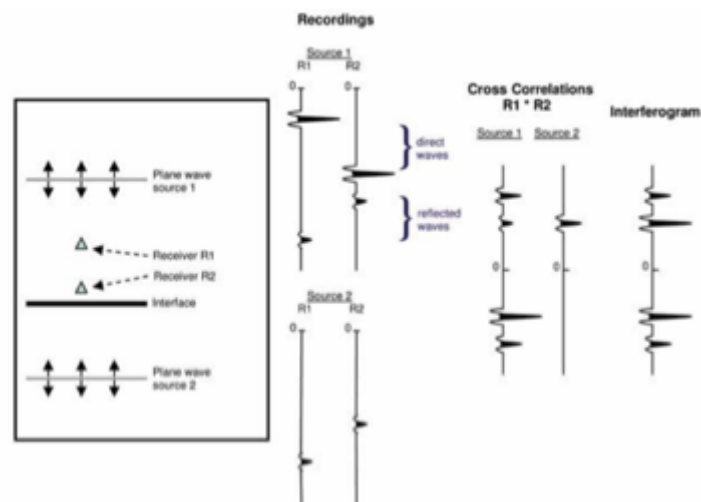 Recordings
Source 1
R1 R2
0 0
direct
waves
reflected
waves
Source 2
R1 R2
0 0
Plane wave
source 1
Receiver R1
Receiver R2
Interface
Plane wave
source 2
Cross Correlations
R1 * R2
Source 1 Source 2
0 0
Interferogram
0